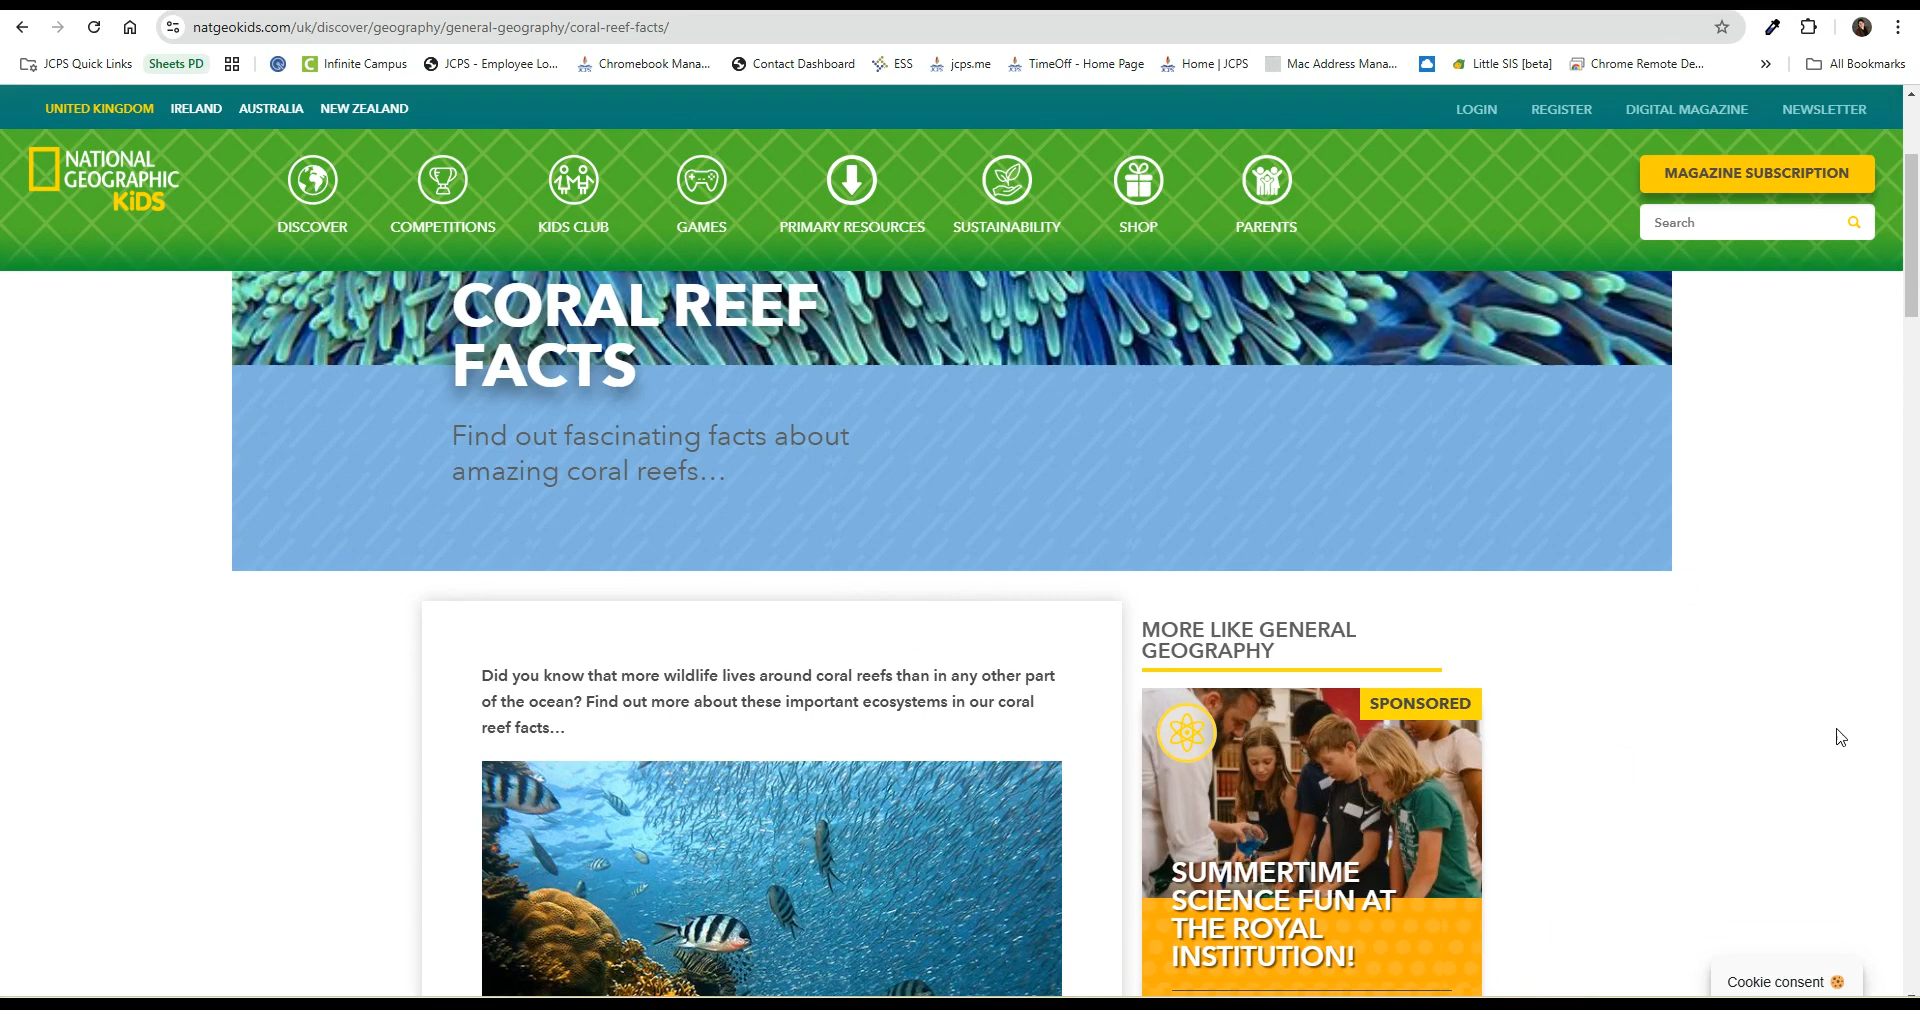 natgeokids.com/uk/discover/geography/general-geography/coral-reef-facts/
JCPS Quick Links
Sheets PD
Infinite Campus
JCPS - Employee Lo...
Chromebook Mana...
Contact Dashboard
ESS
jcps.me
TimeOff - Home Page
Home | JCPS
Mac Address Mana...
Little SIS [beta]
Chrome Remote De...
»
All Bookmarks
UNITED KINGDOM
IRELAND
AUSTRALIA
NEW ZEALAND
LOGIN
REGISTER
DIGITAL MAGAZINE
NEWSLETTER
NATIONAL
GEOGRAPHIC
KiDS
DISCOVER
COMPETITIONS
KIDS CLUB
GAMES
PRIMARY RESOURCES
SUSTAINABILITY
SHOP
PARENTS
MAGAZINE SUBSCRIPTION
Search
CORAL REEF
FACTS
Find out fascinating facts about
amazing coral reefs…
Did you know that more wildlife lives around coral reefs than in any other part
of the ocean? Find out more about these important ecosystems in our coral
reef facts…
MORE LIKE GENERAL
GEOGRAPHY
SPONSORED
SUMMERTIME
SCIENCE FUN AT
THE ROYAL
INSTITUTION!
Cookie consent